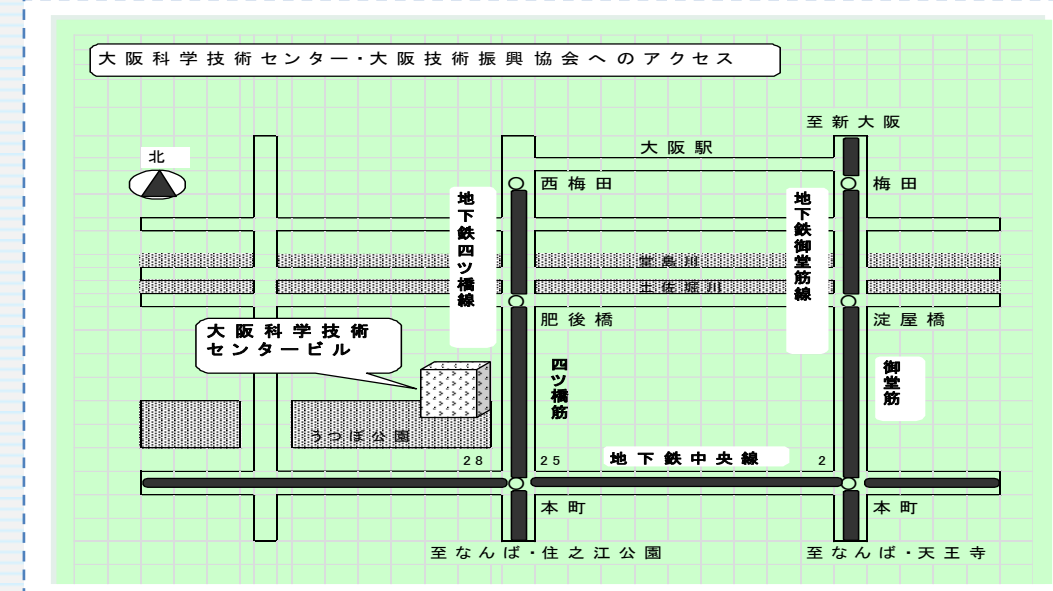 大阪科学技術センター・大阪技術振興協会へのアクセス
至新大阪
大阪駅
北
西梅田
梅田
地下鉄四ツ橋線
地下鉄御堂筋線
堂島川
土佐堀川
肥後橋
淀屋橋
大阪科学技術
センタービル
四ツ橋筋
御堂筋
うつぼ公園
28
25
地下鉄中央線
2
本町
本町
至なんば・住之江公園
至なんば・天王寺